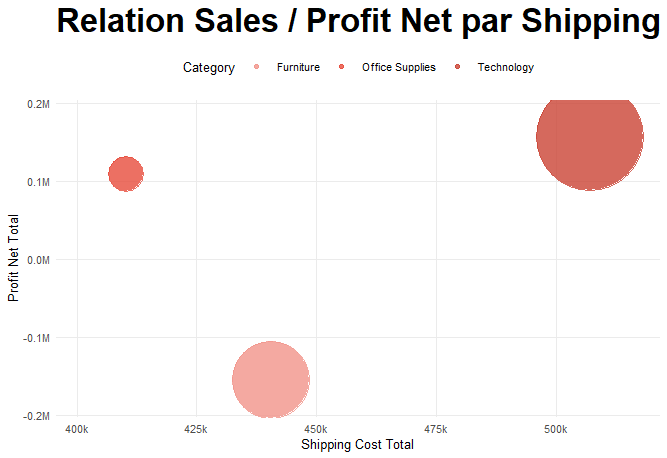 Relation Sales / Profit Net par Shipping
Category Furniture Office Supplies Technology
0.2M
0.1M
0.0M
-0.1M
-0.2M
Profit Net Total
400k 425k 450k 475k 500k
Shipping Cost Total